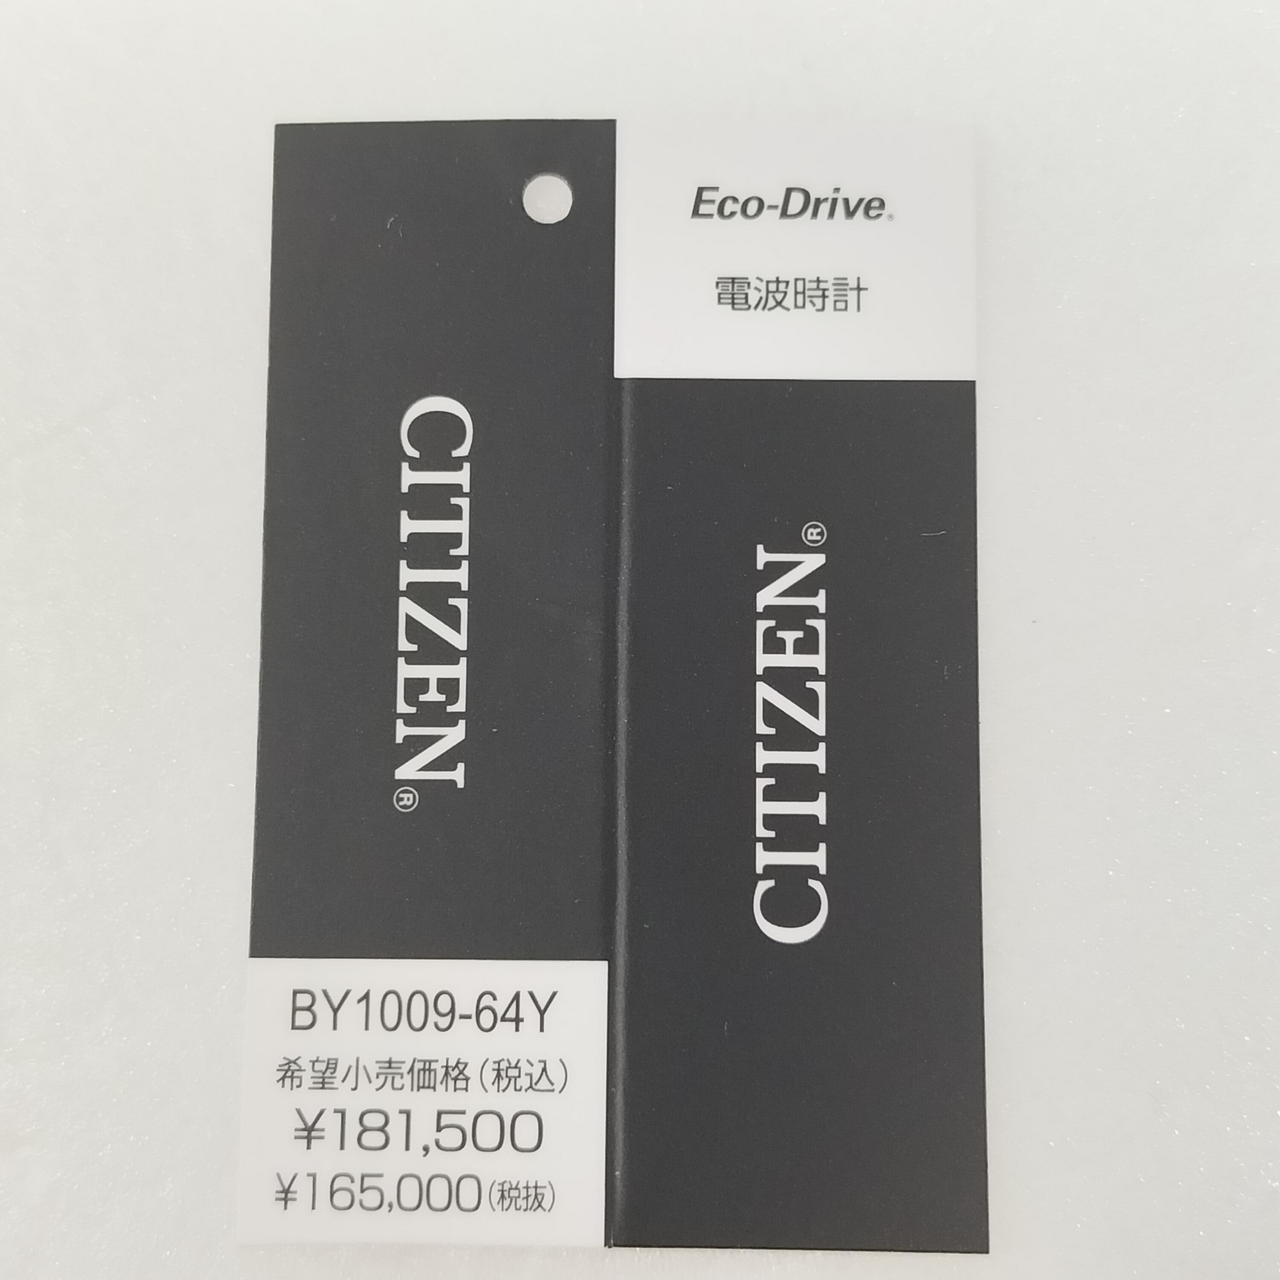 CITIZEN®
BY1009-64Y
希望小売価格(税込)
¥181,500
¥165,000(税抜)
Eco-Drive®
電波時計
CITIZEN®